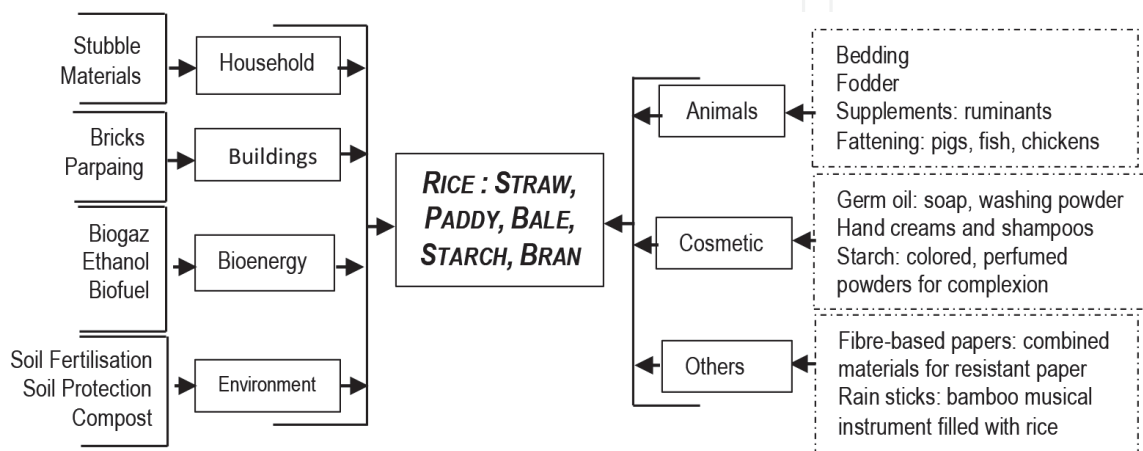 Stubble
Materials
Household
Bricks
Parpaing
Buildings
Biogaz
Ethanol
Biofuel
Bioenergy
Soil Fertilisation
Soil Protection
Compost
Environment
RICE : STRAW,
PADDY, BALE,
STARCH, BRAN
Animals
Bedding
Fodder
Supplements: ruminants
Fattening: pigs, fish, chickens
Cosmetic
Germ oil: soap, washing powder
Hand creams and shampoos
Starch: colored, perfumed
powders for complexion
Others
Fibre-based papers: combined
materials for resistant paper
Rain sticks: bamboo musical
instrument filled with rice